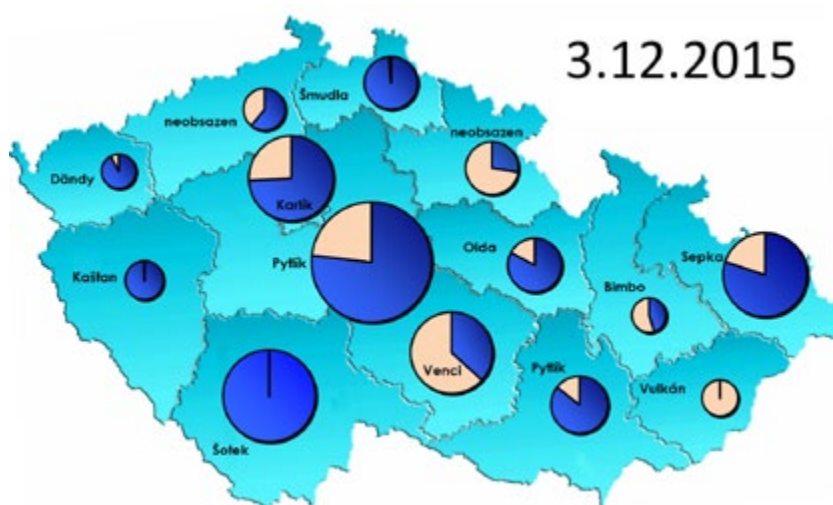 3.12.2015
Šmudla
neobsazen
neobsazen
Dändy
Karlík
Olda
Sepka
Pytlík
Kaštan
Bimbo
Venci
Pytlík
Vulkán
Šotek